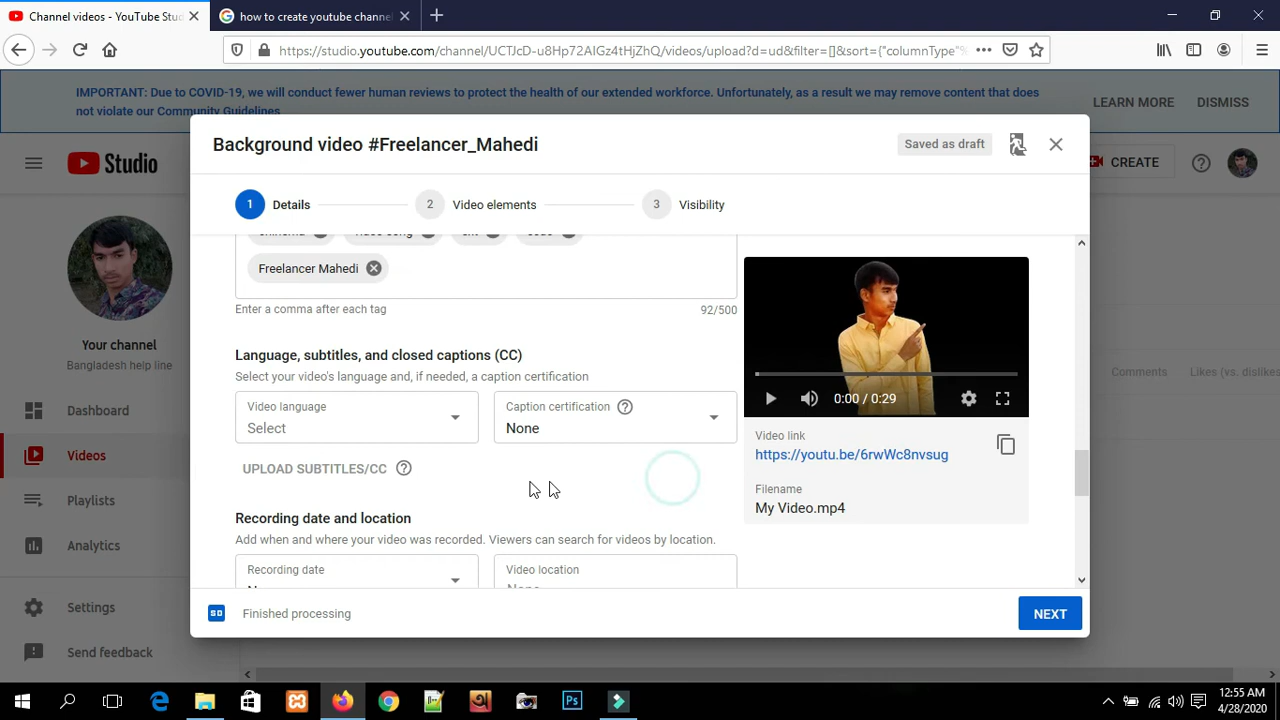 Channel videos - YouTube Stud
how to create youtube channel
https://studio.youtube.com/channel/UCTJcD-u8Hp72AIGz4tHjZhQ/videos/upload?d=ud&filter=[]&sort={"columnType"%
IMPORTANT: Due to COVID-19, we will conduct fewer human reviews to protect the health of our extended workforce. Unfortunately, as a result we may remove content that does
not violate our Community Guidelines
LEARN MORE
DISMISS
Studio
CREATE
Background video #Freelancer_Mahedi
Saved as draft
1 Details
2 Video elements
3 Visibility
Freelancer Mahedi
Enter a comma after each tag
92/500
Language, subtitles, and closed captions (CC)
Select your video's language and, if needed, a caption certification
Video language
Select
Caption certification
None
UPLOAD SUBTITLES/CC
Recording date and location
Add when and where your video was recorded. Viewers can search for videos by location.
Recording date
Video location
None
0:00 / 0:29
Video link
https://youtu.be/6rwWc8nvsug
Filename
My Video.mp4
SD
Finished processing
NEXT
Your channel
Bangladesh help line
Dashboard
Videos
Playlists
Analytics
Settings
Send feedback
Comments
Likes (vs. dislikes
Ps
12:55 AM
4/28/2020